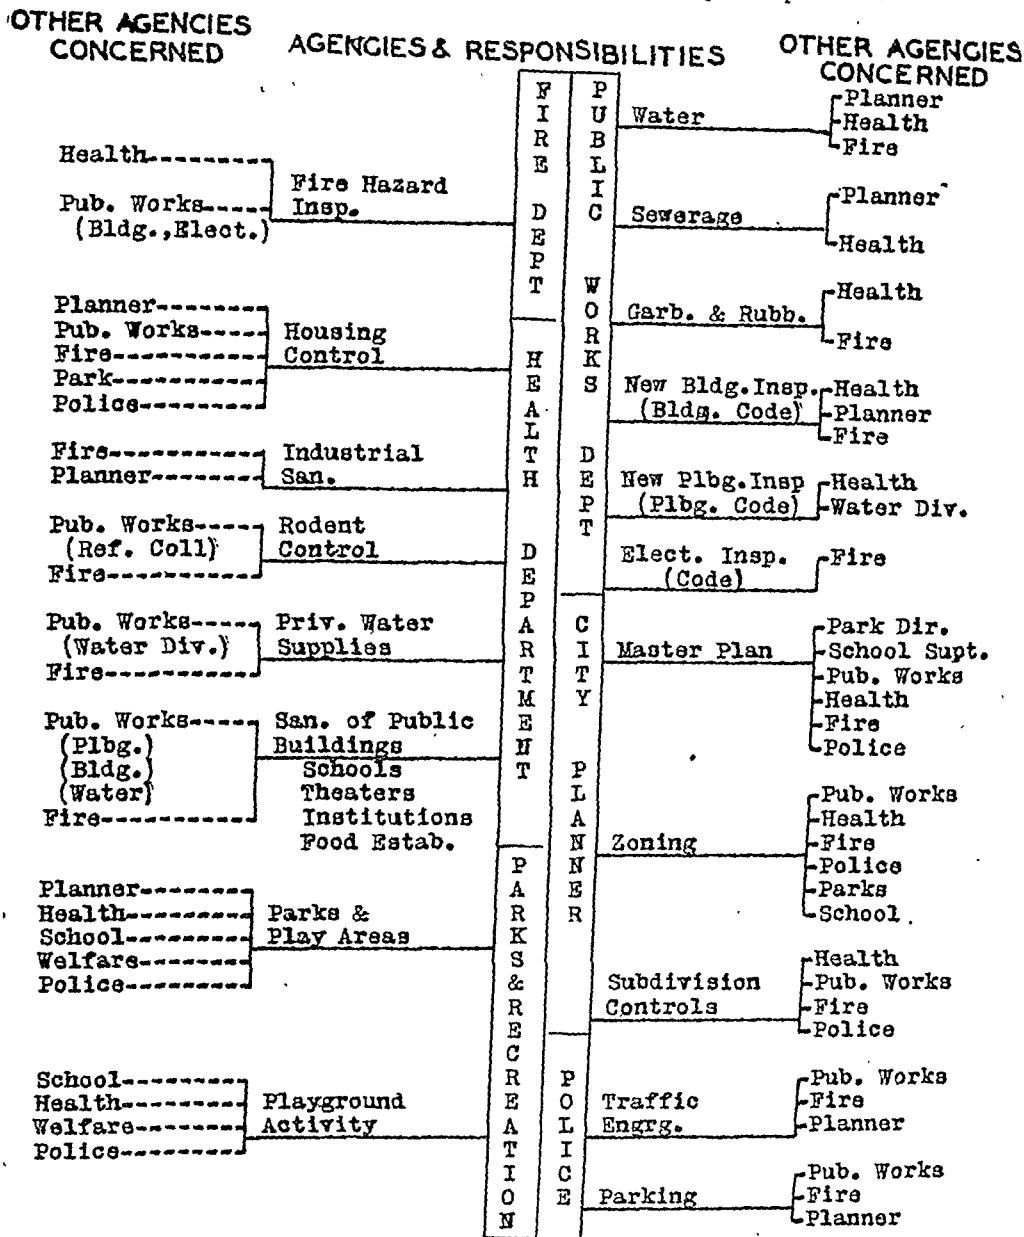 OTHER AGENCIES
CONCERNED
AGENCIES & RESPONSIBILITIES
OTHER AGENCIES
CONCERNED
Health
Pub. Works
(Bldg.,Elect.)
Fire Hazard
Insp.
Planner
Pub. Works
Fire
Park
Police
Housing
Control
Fire
Planner
Industrial
San.
Pub. Works
(Ref. Coll)
Fire
Rodent
Control
Pub. Works
(Water Div.)
Fire
Priv. Water
Supplies
Pub. Works
(Plbg.)
(Bldg.)
(Water)
Fire
San. of Public
Buildings
Schools
Theaters
Institutions
Food Estab.
Planner
Health
School
Welfare
Police
Parks &
Play Areas
School
Health
Welfare
Police
Playground
Activity
FIRE DEPT
HEALTH DEPARTMENT
PARKS & RECREATION
PUBLIC WORKS DEPT
CITY PLANNER
POLICE
Water
Planner
Health
Fire
Sewerage
Planner
Health
Garb. & Rubb.
Health
Fire
New Bldg.Insp.
(Bldg. Code)
Health
Planner
Fire
New Plbg.Insp
(Plbg. Code)
Health
Water Div.
Elect. Insp.
(Code)
Fire
Master Plan
Park Dir.
School Supt.
Pub. Works
Health
Fire
Police
Zoning
Pub. Works
Health
Fire
Police
Parks
School
Subdivision
Controls
Health
Pub. Works
Fire
Police
Traffic
Engrg.
Pub. Works
Fire
Planner
Parking
Pub. Works
Fire
Planner